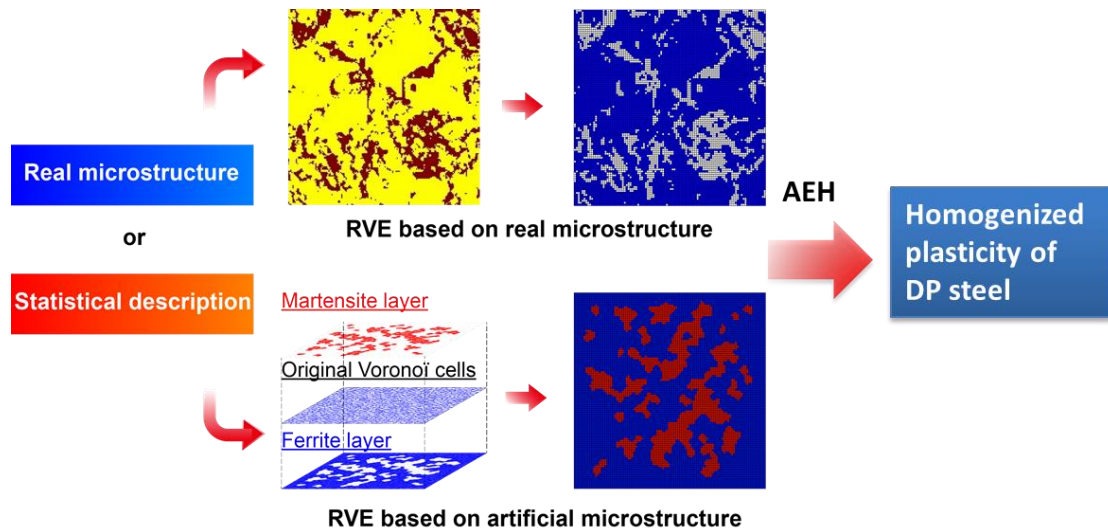 Real microstructure
or
Statistical description
RVE based on real microstructure
Martensite layer
Original Voronoï cells
Ferrite layer
RVE based on artificial microstructure
AEH
Homogenized
plasticity of
DP steel